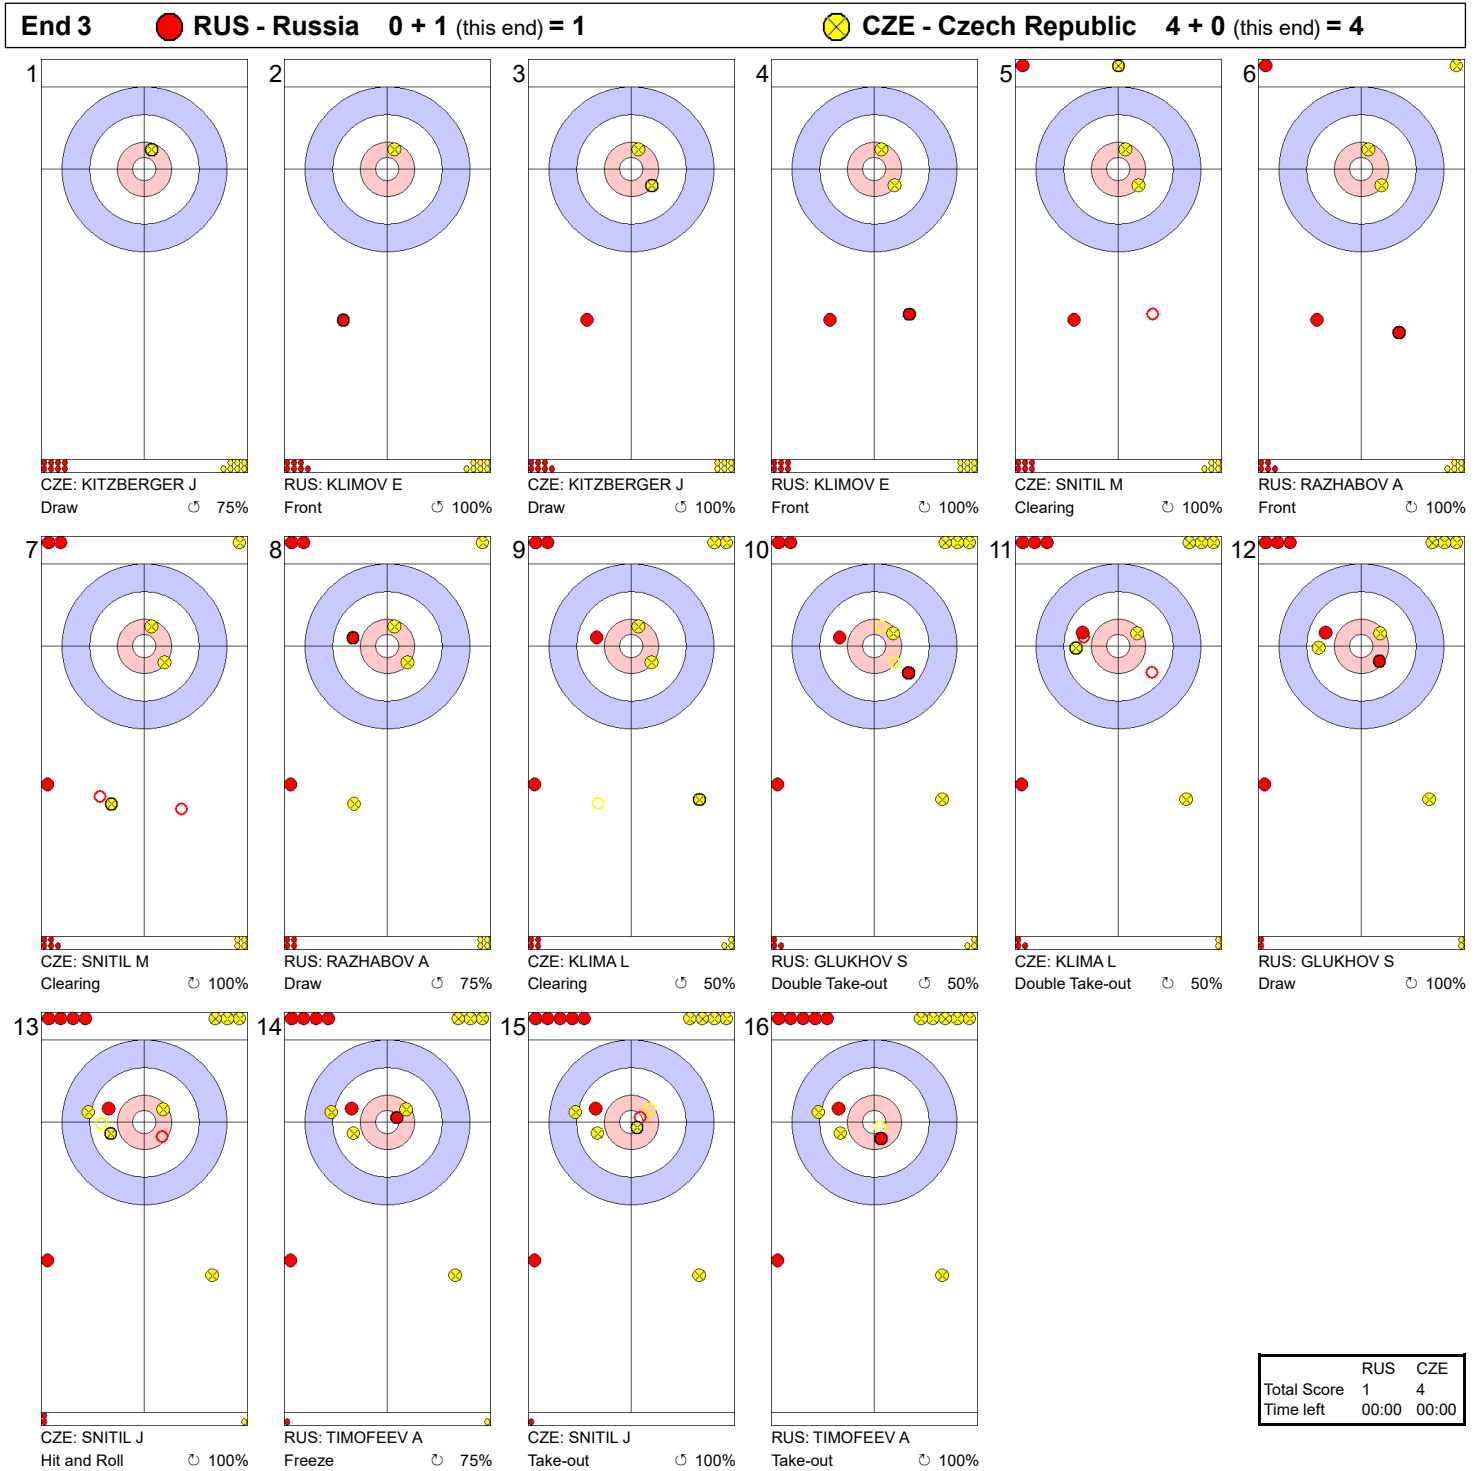 End 3 RUS - Russia 0 + 1 (this end) = 1 CZE - Czech Republic 4 + 0 (this end) = 4
1 2 3 4 5 6
CZE: KITZBERGER J RUS: KLIMOV E CZE: KITZBERGER J RUS: KLIMOV E CZE: SNITIL M RUS: RAZHABOV A
Draw ↺ 75% Front ↻ 100% Draw ↻ 100% Front ↻ 100% Clearing ↺ 100% Front ↻ 100%
7 8 9 10 11 12
CZE: SNITIL M RUS: RAZHABOV A CZE: KLIMA L RUS: GLUKHOV S CZE: KLIMA L RUS: GLUKHOV S
Clearing ↻ 100% Draw ↺ 75% Clearing ↺ 50% Double Take-out ↺ 50% Double Take-out ↻ 50% Draw ↻ 100%
13 14 15 16
CZE: SNITIL J RUS: TIMOFEEV A CZE: SNITIL J RUS: TIMOFEEV A
Hit and Roll ↻ 100% Freeze ↻ 75% Take-out ↺ 100% Take-out ↻ 100%
RUS CZE
Total Score 1 4
Time left 00:00 00:00